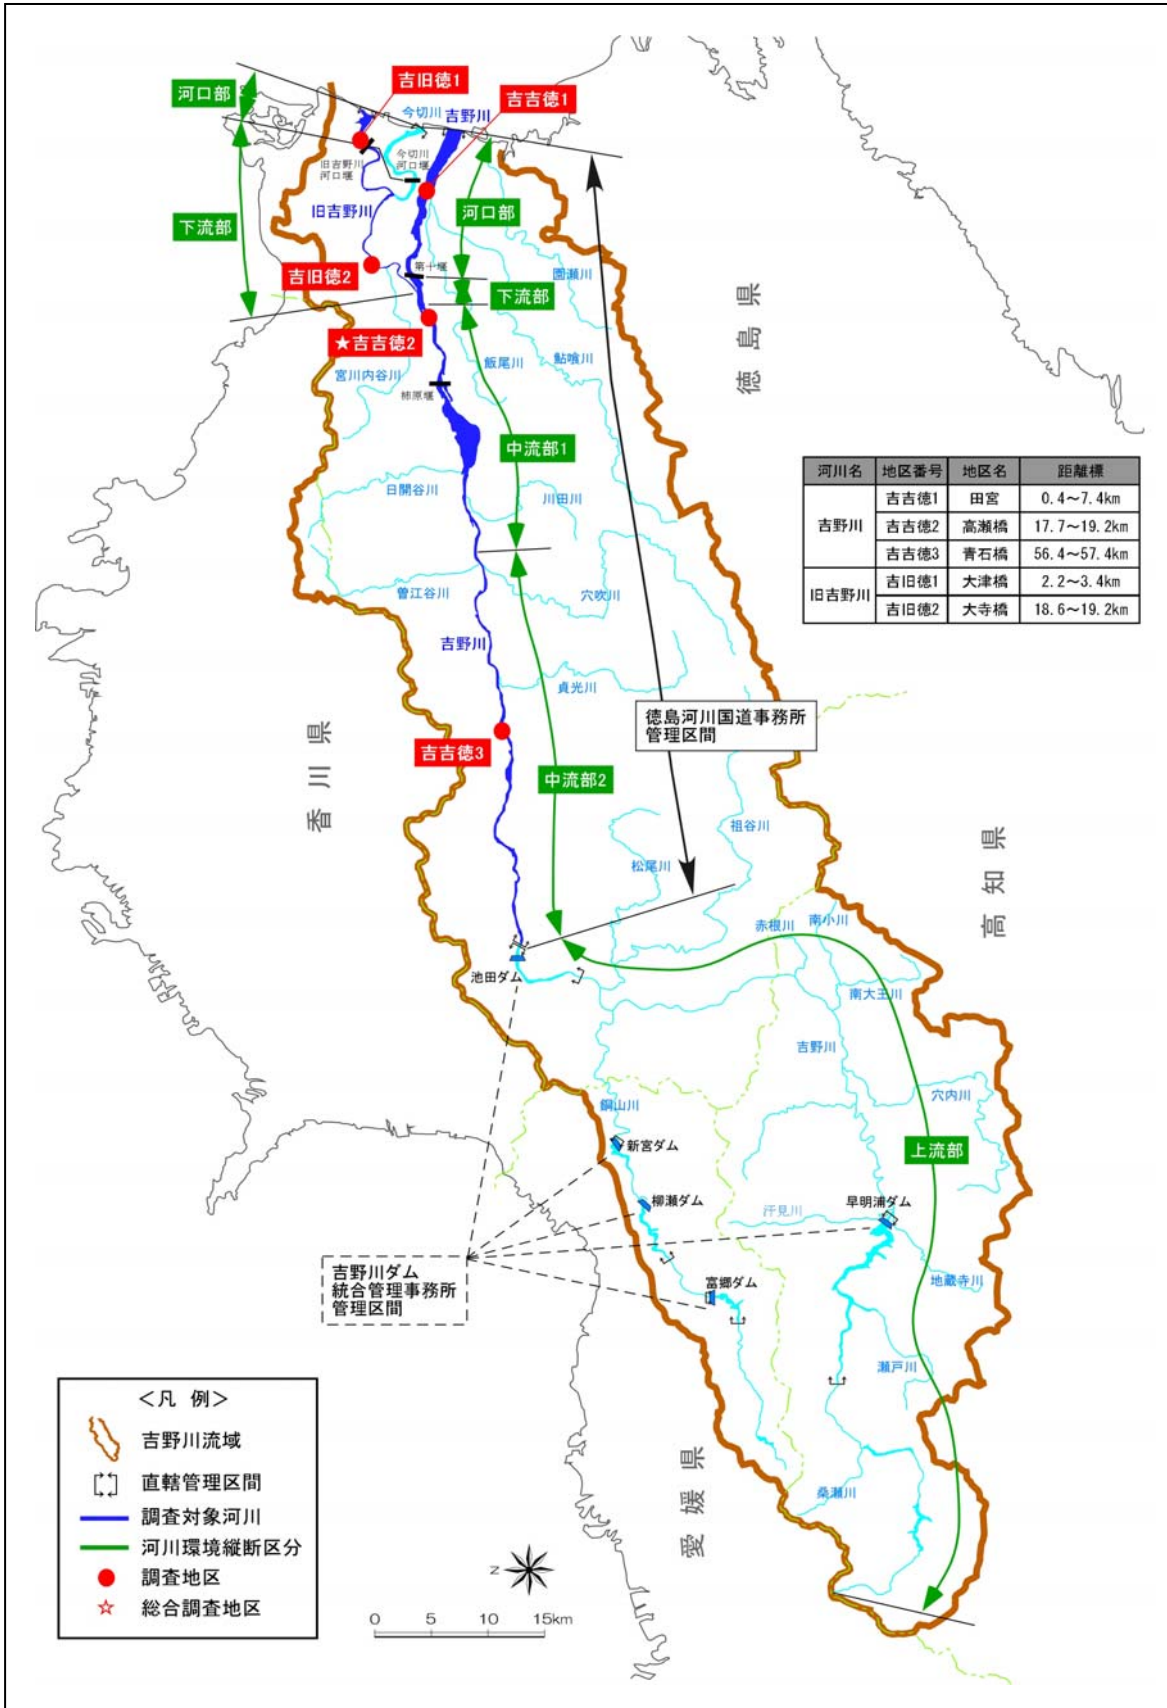 吉旧徳1
河口部
吉吉徳1
今切川
吉野川
旧吉野川
河口堰
今切川
河口堰
旧吉野川
下流部
河口部
吉旧徳2
第十堰
園瀬川
下流部
★吉吉徳2
飯尾川
鮎喰川
宮川内谷川
柿原堰
徳島県
中流部1
日開谷川
川田川
河川名 地区番号 地区名 距離標
吉野川 吉吉徳1 田宮 0.4～7.4km
吉吉徳2 高瀬橋 17.7～19.2km
吉吉徳3 青石橋 56.4～57.4km
旧吉野川 吉旧徳1 大津橋 2.2～3.4km
吉旧徳2 大寺橋 18.6～19.2km
曽江谷川
穴吹川
吉野川
貞光川
徳島河川国道事務所
管理区間
吉吉徳3
中流部2
香川県
祖谷川
松尾川
高知県
赤根川
南小川
池田ダム
南大王川
吉野川
穴内川
銅山川
新宮ダム
上流部
柳瀬ダム
早明浦ダム
汗見川
吉野川ダム
統合管理事務所
管理区間
富郷ダム
地蔵寺川
瀬戸川
愛媛県
桑瀬川
＜凡 例＞
吉野川流域
直轄管理区間
調査対象河川
河川環境縦断区分
調査地区
総合調査地区
N
0 5 10 15km